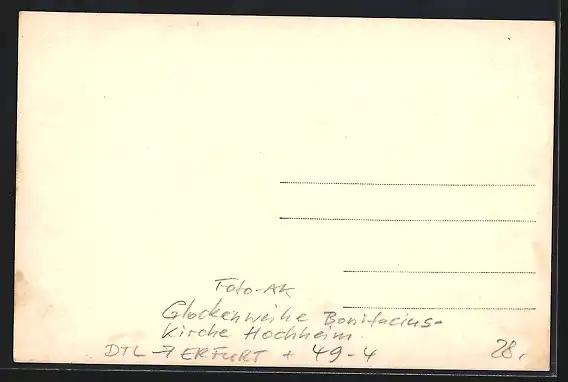 Foto-AK
Glockenweihe Bonifacius-
Kirche Hochheim.
DTL → ERFURT + 49-4
28,